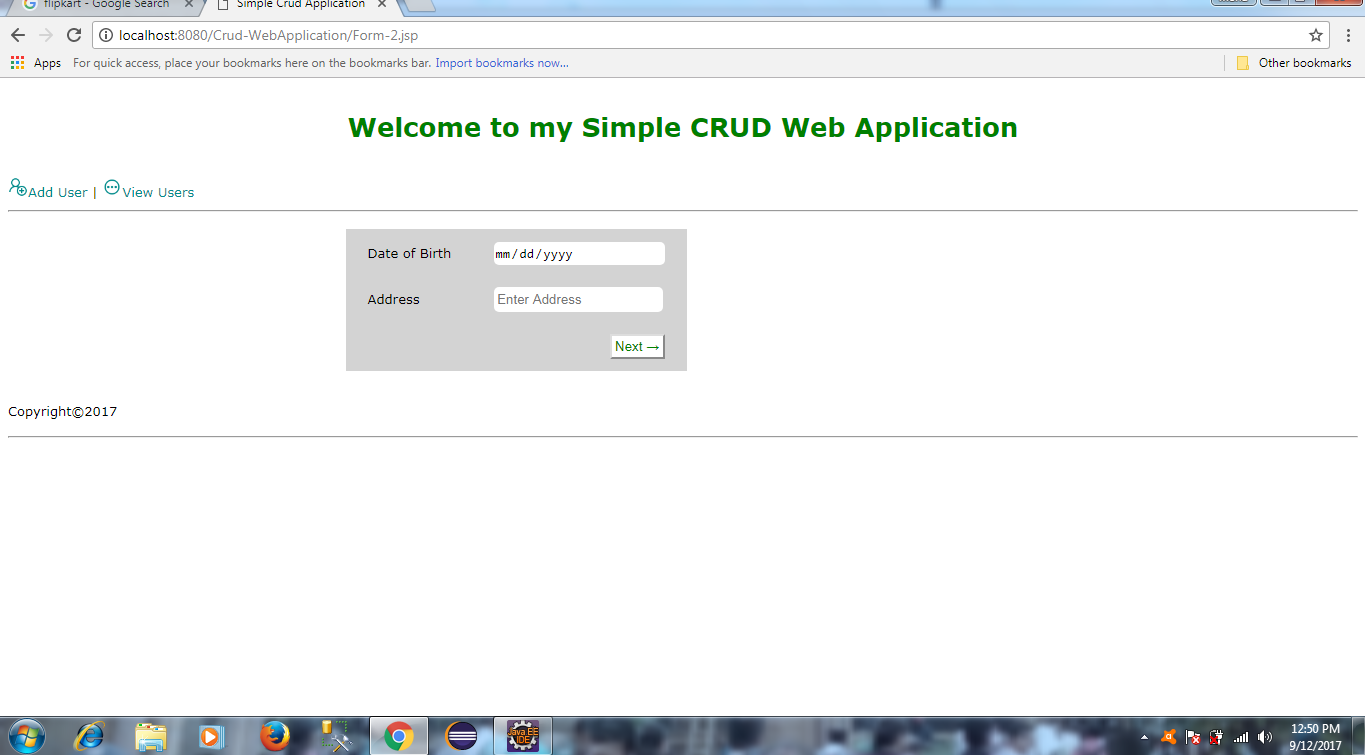 flipkart - Google Search
Simple Crud Application
localhost:8080/Crud-WebApplication/Form-2.jsp
Apps For quick access, place your bookmarks here on the bookmarks bar. Import bookmarks now... Other bookmarks
Welcome to my Simple CRUD Web Application
Add User | View Users
Date of Birth mm/dd/yyyy
Address Enter Address
Next →
Copyright©2017
Java EE
IDE
12:50 PM
9/12/2017